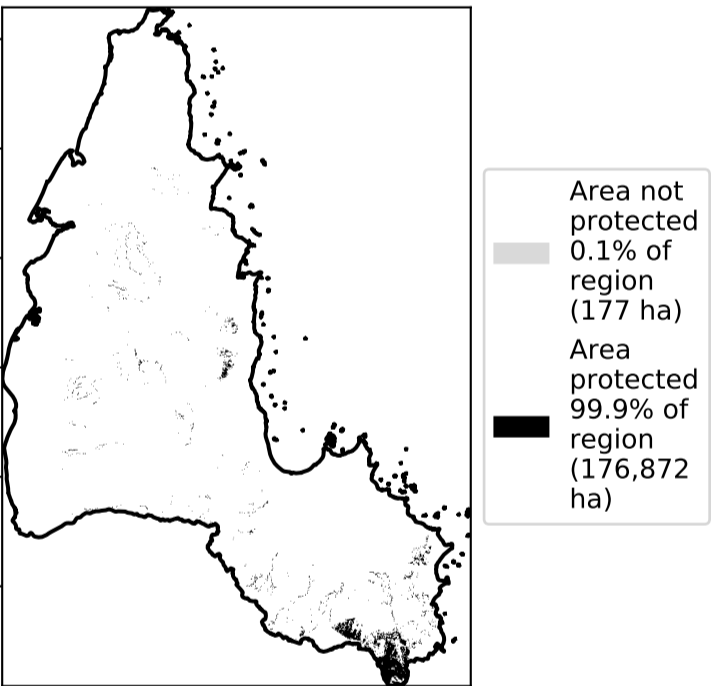 Area not
protected
0.1% of
region
(177 ha)
Area
protected
99.9% of
region
(176,872
ha)